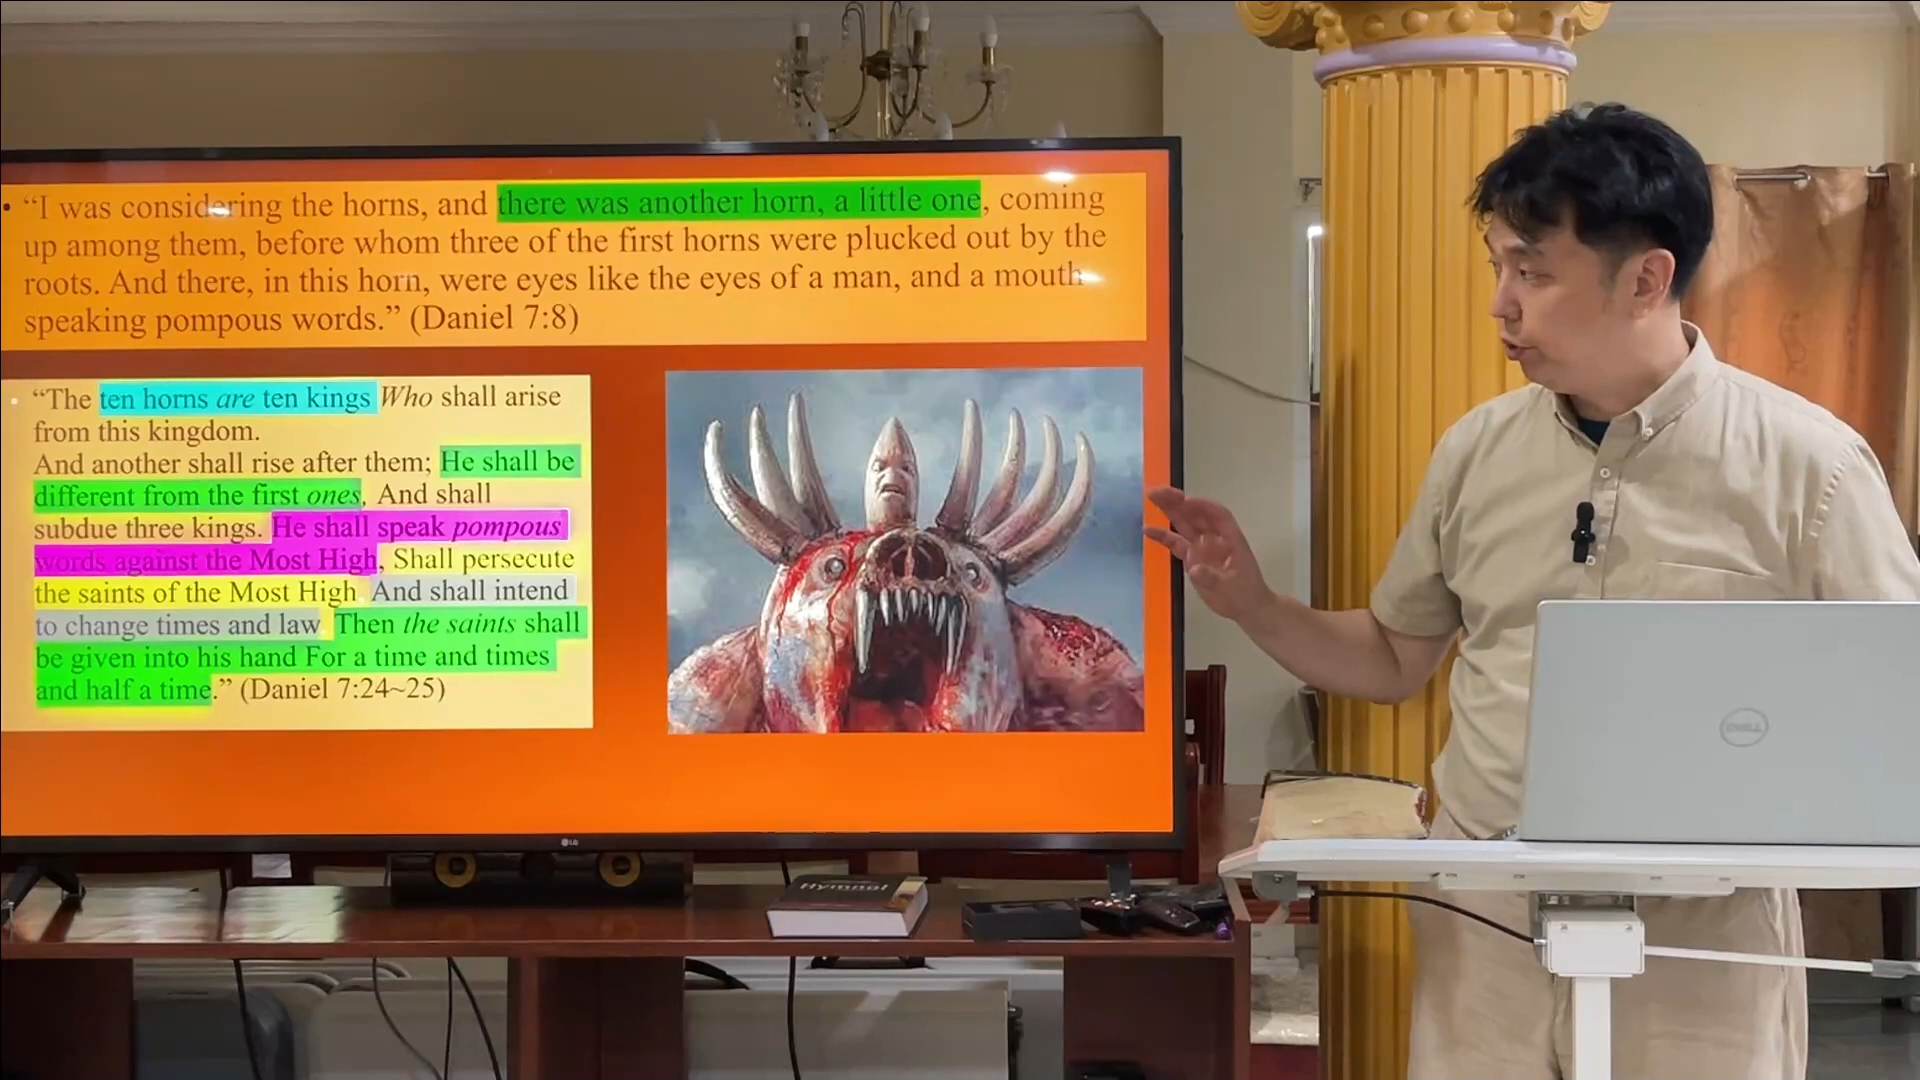 • “I was considering the horns, and there was another horn, a little one, coming
up among them, before whom three of the first horns were plucked out by the
roots. And there, in this horn, were eyes like the eyes of a man, and a mouth
speaking pompous words.” (Daniel 7:8)
• “The ten horns are ten kings Who shall arise
from this kingdom.
And another shall rise after them; He shall be
different from the first ones, And shall
subdue three kings. He shall speak pompous
words against the Most High, Shall persecute
the saints of the Most High, And shall intend
to change times and law. Then the saints shall
be given into his hand For a time and times
and half a time.” (Daniel 7:24~25)
LG
Hymnal
DELL